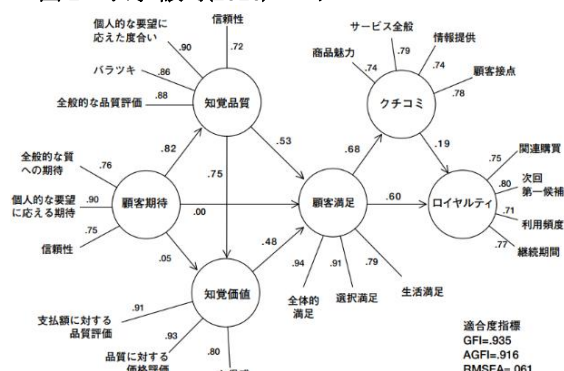 個人的な要望に
応えた度合い
信頼性
.90
.72
バラツキ
.86
全般的な品質評価
.88
知覚品質
サービス全般
商品魅力
.74
.79
情報提供
.74
顧客接点
.78
クチコミ
.82
.53
.68
.19
全般的な質
への期待
.76
個人的な要望
に応える期待
.90
信頼性
.75
顧客期待
.75
.00
顧客満足
.60
ロイヤルティ
関連購買
.75
次回
第一候補
.80
利用頻度
.71
継続期間
.77
.05
.48
知覚価値
.94
.91
.79
全体的
満足
選択満足
生活満足
支払額に対する
品質評価
.91
品質に対する
価格評価
.93
.80
適合度指標
GFI=.935
AGFI=.916
RMSEA=.061